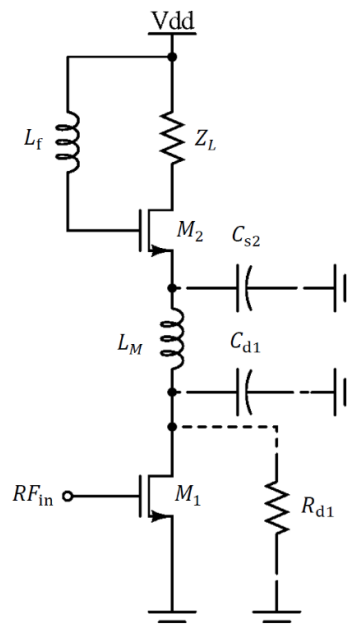 Vdd
L_f
Z_L
M_2
C_s2
L_M
C_d1
RF_in
M_1
R_d1